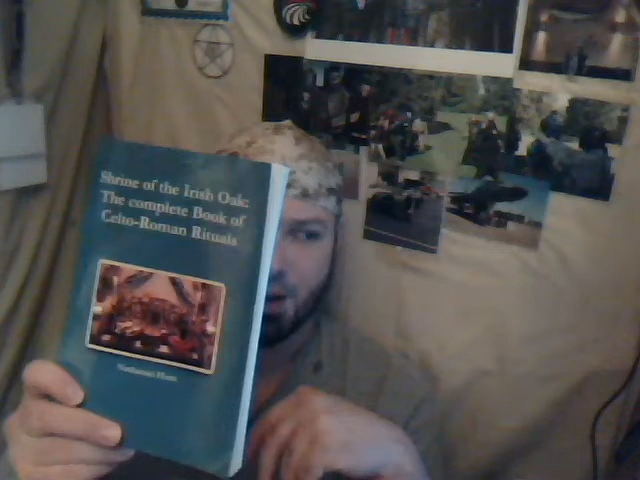 Shrine of the Irish Oak:
The complete Book of
Celto-Roman Rituals